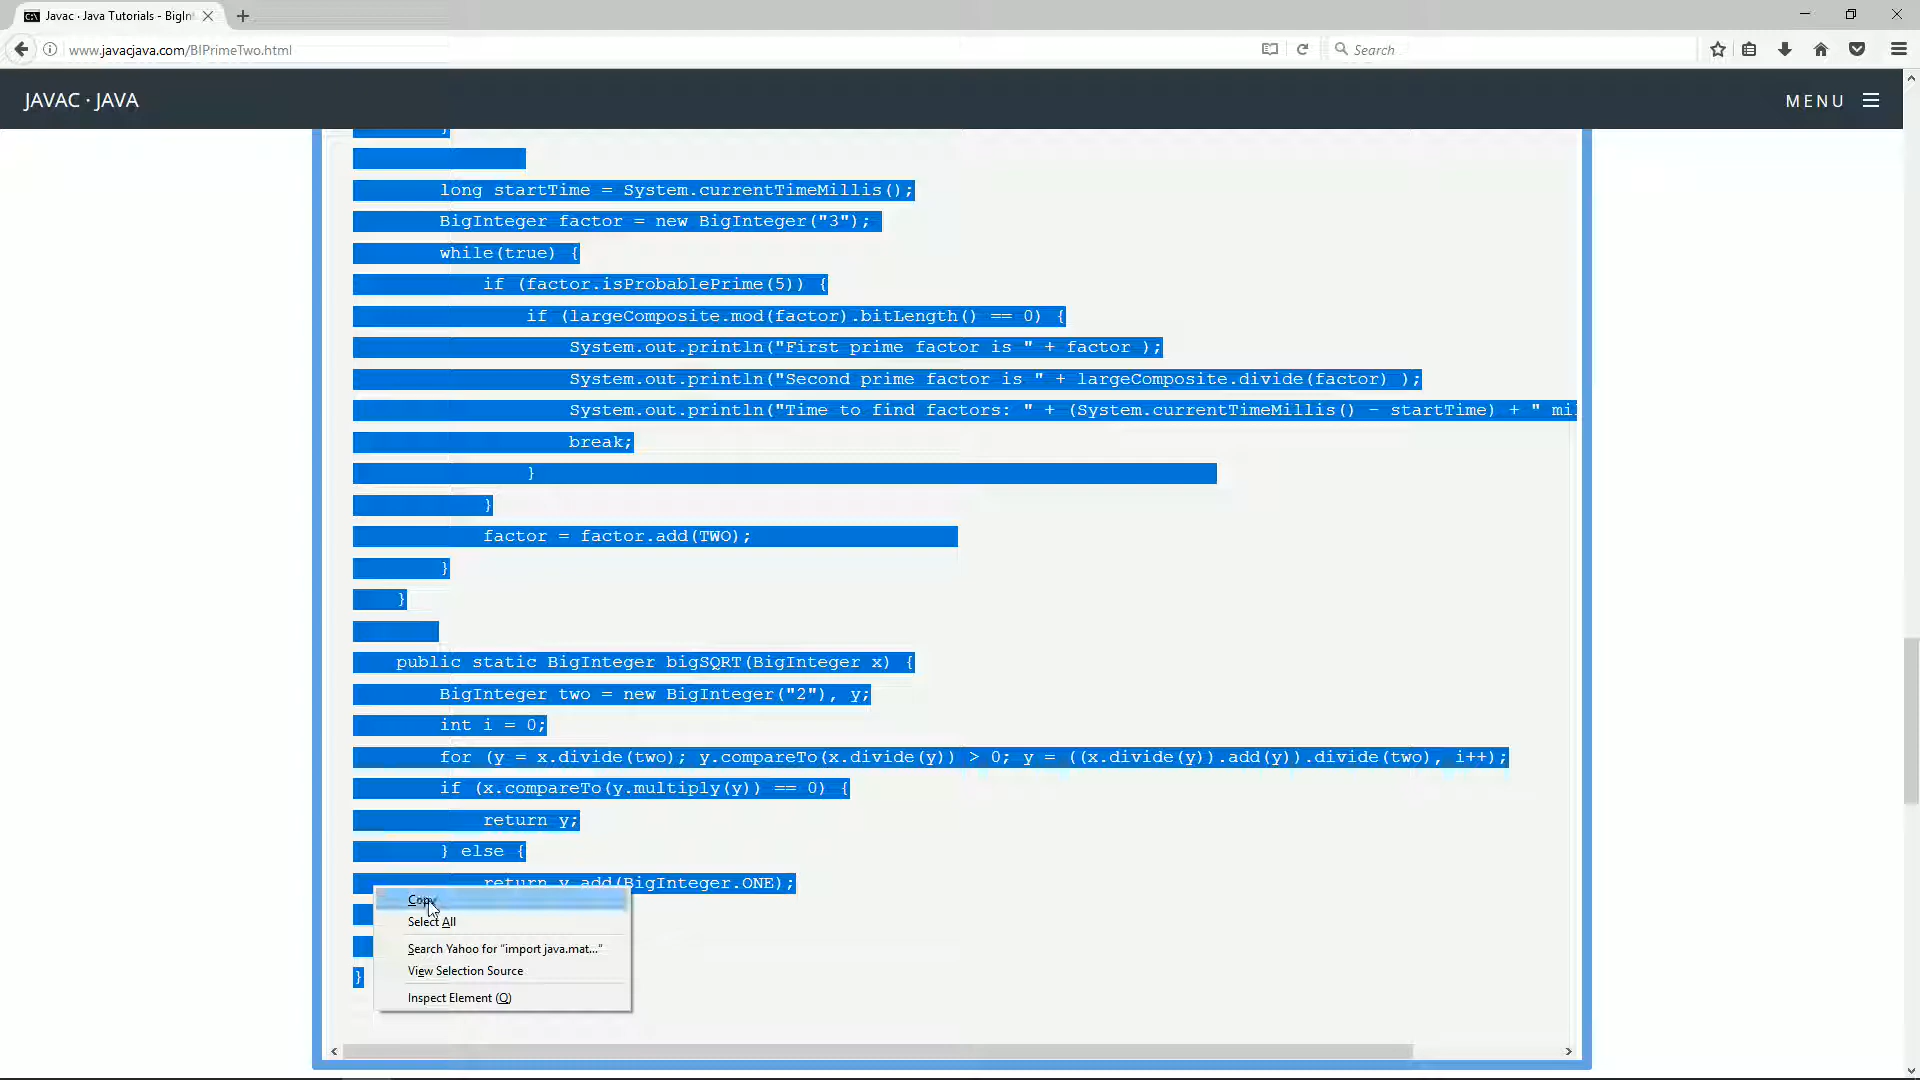 Javac · Java Tutorials - BigInt
www.javacjava.com/BIPrimeTwo.html
Search
JAVAC · JAVA
MENU
}
long startTime = System.currentTimeMillis();
BigInteger factor = new BigInteger("3");
while(true) {
if (factor.isProbablePrime(5)) {
if (largeComposite.mod(factor).bitLength() == 0) {
System.out.println("First prime factor is " + factor );
System.out.println("Second prime factor is " + largeComposite.divide(factor) );
System.out.println("Time to find factors: " + (System.currentTimeMillis() - startTime) + " mi
break;
}
}
factor = factor.add(TWO);
}
}
public static BigInteger bigSQRT(BigInteger x) {
BigInteger two = new BigInteger("2"), y;
int i = 0;
for (y = x.divide(two); y.compareTo(x.divide(y)) > 0; y = ((x.divide(y)).add(y)).divide(two), i++);
if (x.compareTo(y.multiply(y)) == 0) {
return y;
} else {
return y.add(BigInteger.ONE);
Copy
Select All
Search Yahoo for "import java.mat..."
View Selection Source
}
Inspect Element (Q)